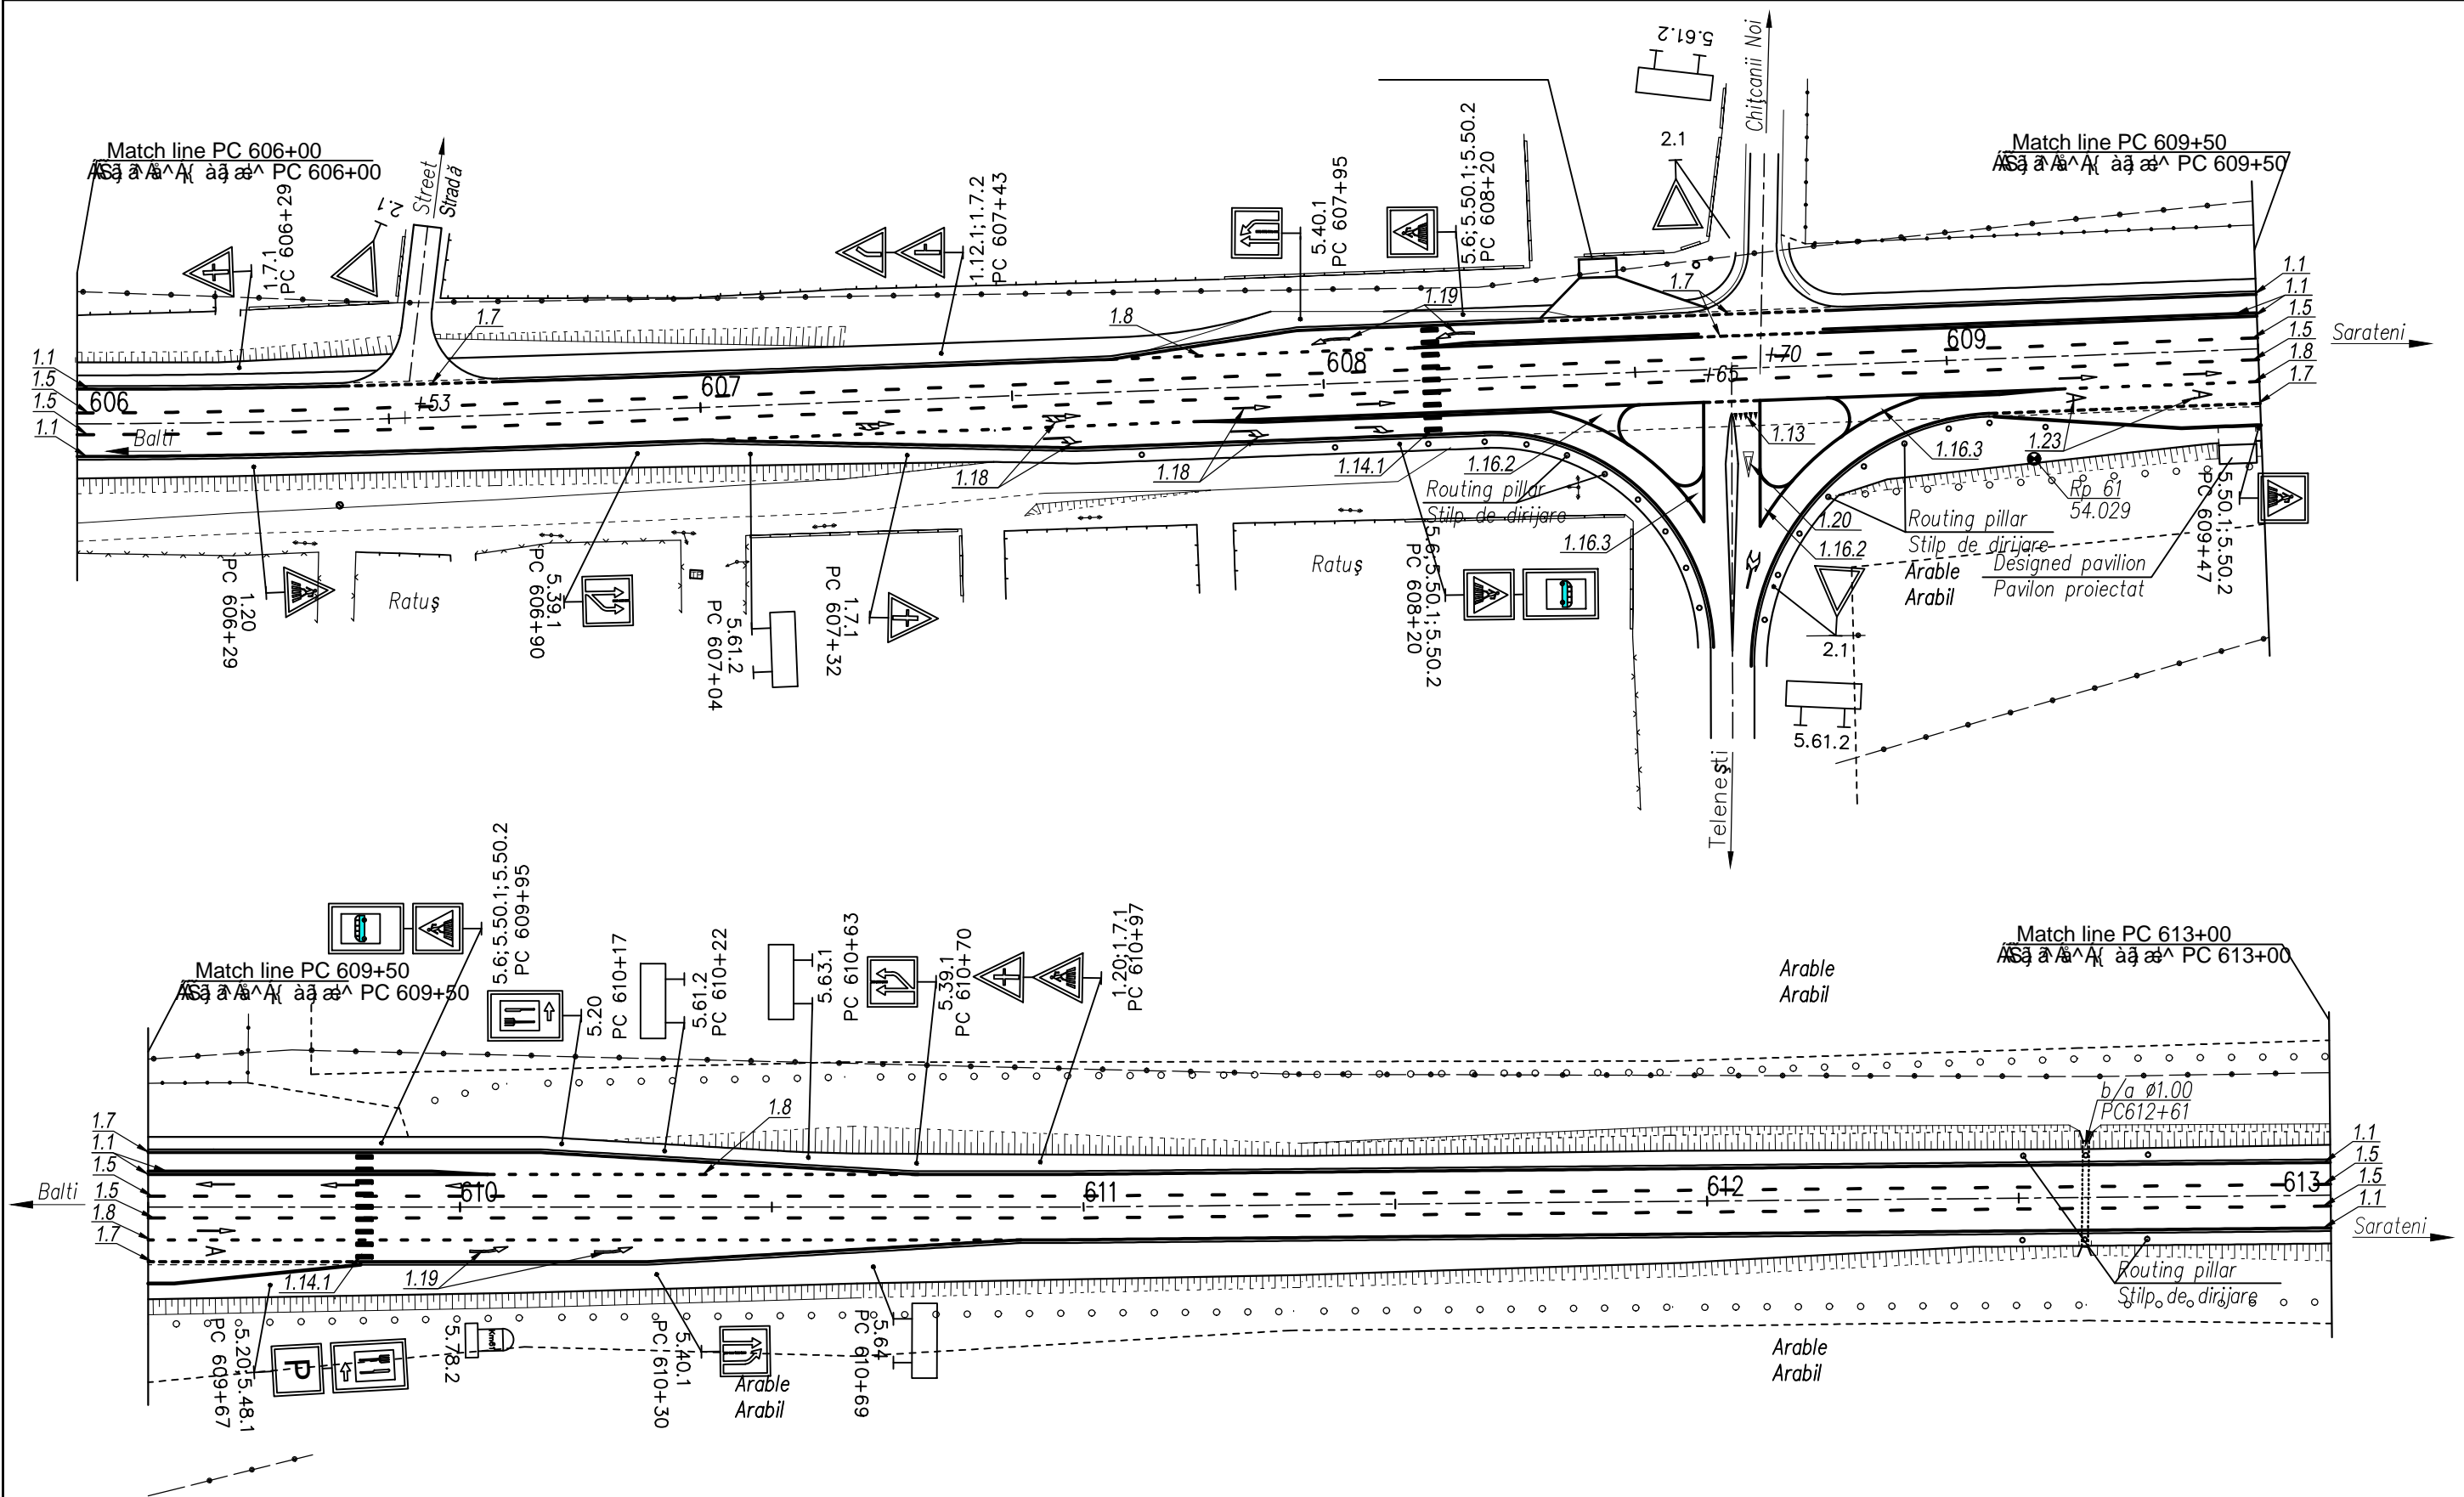 Match line PC 606+00
PC 606+00
1.7.1
PC 606+29
2.1
Street
Stradă
1.7
1.12.1;1.7.2
PC 607+43
5.40.1
PC 607+95
5.6;5.50.1;5.50.2
PC 608+20
5.61.2
2.1
Chiţcanii Noi
Match line PC 609+50
PC 609+50
1.8
1.19
1.7
1.1
1.1
1.5
1.5
1.8
1.7
Sarateni
1.1
1.5
1.5
1.1
606
+53
607
608
+65
+70
609
Balti
1.18
1.18
1.14.1
1.16.2
1.13
1.16.3
1.23
Routing pillar
Stilp de dirijare
1.16.3
1.20
1.16.2
Routing pillar
Stilp de dirijare
Rp 61
54.029
Arable
Arabil
Designed pavilion
Pavilon proiectat
5.50.1;5.50.2
PC 609+47
1.20
PC 606+29
Ratuş
5.39.1
PC 606+90
5.61.2
PC 607+04
1.7.1
PC 607+32
Ratuş
5.6;5.50.1;5.50.2
PC 608+20
2.1
5.61.2
Teleneşti
Match line PC 609+50
PC 609+50
5.6;5.50.1;5.50.2
PC 609+95
5.20
PC 610+17
5.61.2
PC 610+22
5.63.1
PC 610+63
5.39.1
PC 610+70
1.20;1.7.1
PC 610+97
Arable
Arabil
Match line PC 613+00
PC 613+00
1.8
b/a ø1.00
PC612+61
1.7
1.1
1.5
1.5
1.8
1.7
Balti
610
611
612
613
1.1
1.5
1.5
1.1
Sarateni
A
1.14.1
1.19
Routing pillar
Stilp de dirijare
5.20;5.48.1
PC 609+67
P
5.78.2
5.40.1
PC 610+30
Arable
Arabil
5.64
PC 610+69
Arable
Arabil